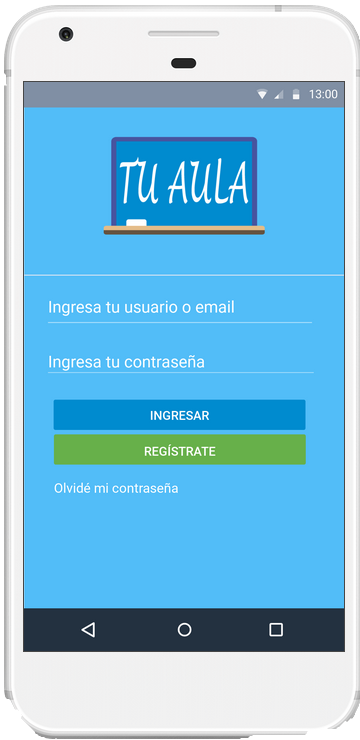 13:00
TU AULA
Ingresa tu usuario o email
Ingresa tu contraseña
INGRESAR
REGÍSTRATE
Olvidé mi contraseña